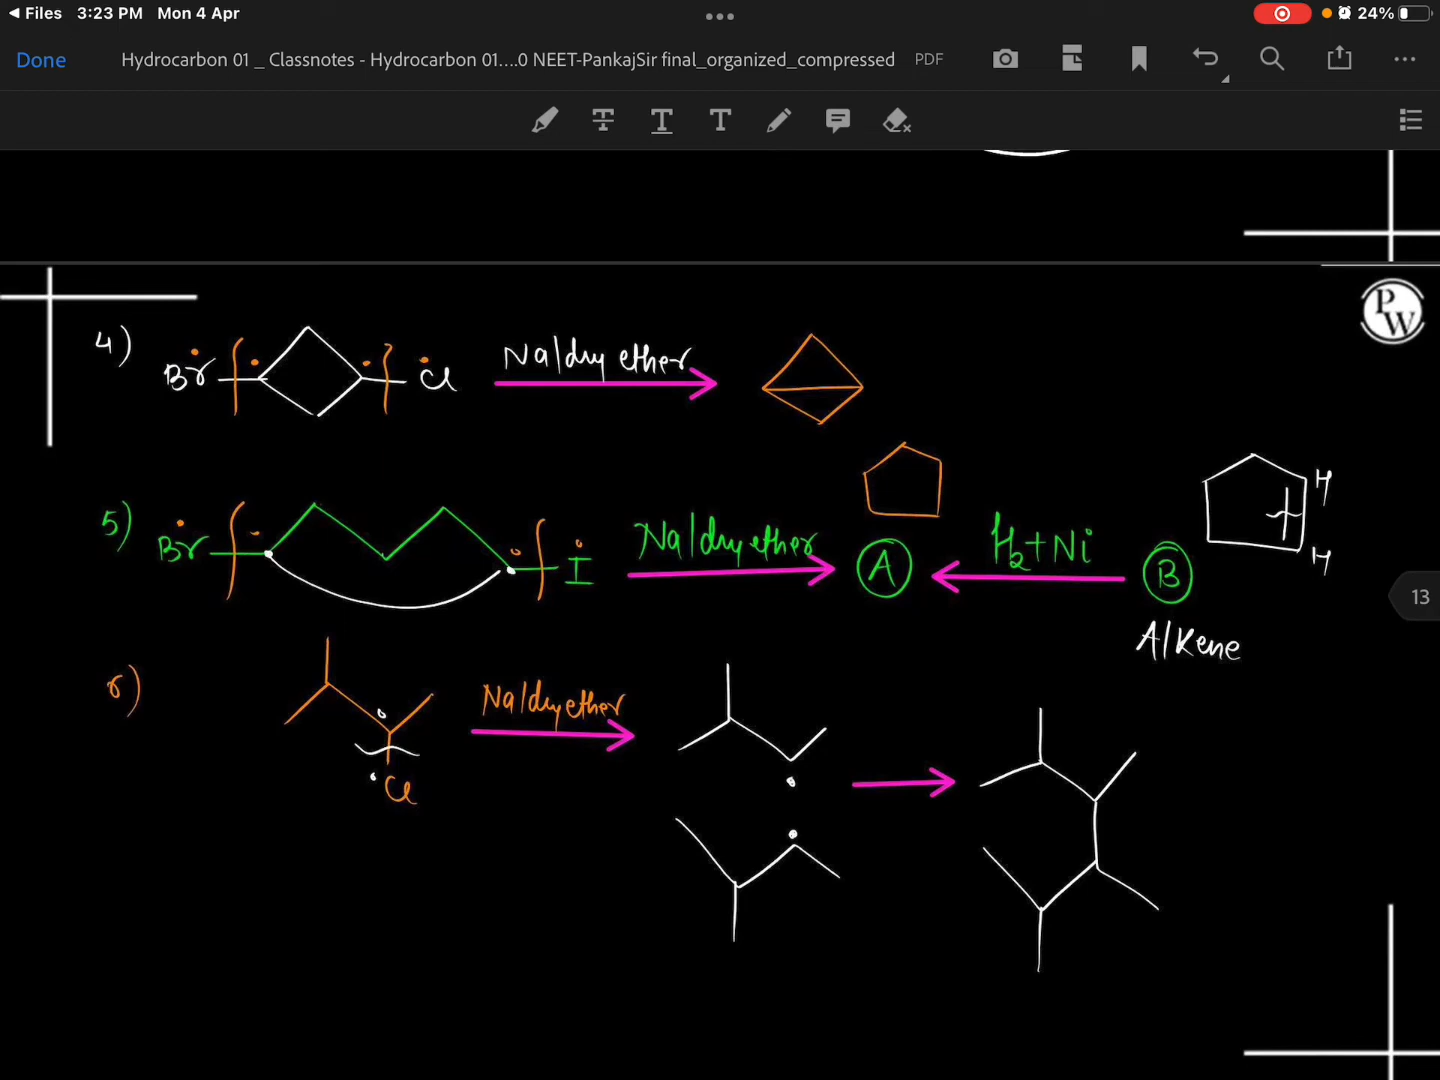 Files 3:23 PM Mon 4 Apr 24%
Done Hydrocarbon 01 _ Classnotes - Hydrocarbon 01....0 NEET-PankajSir final_organized_compressed PDF
T T T
PW
4) Br Cl Na/dry ether
5) Br I Na/dry ether A H₂+Ni B H H
13
Alkene
6) Cl Na/dry ether